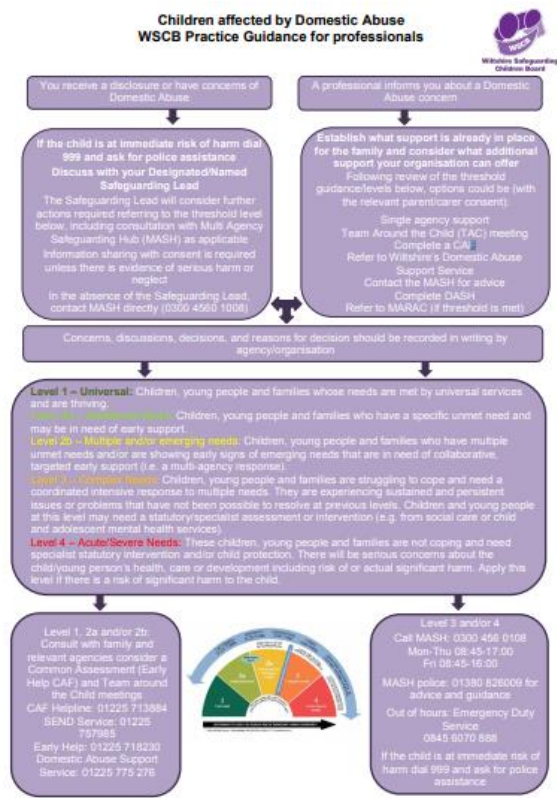 Children affected by Domestic Abuse
WSCB Practice Guidance for professionals
WSCB
Wiltshire Safeguarding
Children Board
You receive a disclosure or have concerns of
Domestic Abuse
A professional informs you about a Domestic
Abuse concern
If the child is at immediate risk of harm dial
999 and ask for police assistance
Discuss with your Designated/Named
Safeguarding Lead
The Safeguarding Lead will consider further
actions required referring to the threshold level
below, including consultation with Multi Agency
Safeguarding Hub (MASH) as applicable
Information sharing with consent is required
unless there is evidence of serious harm or
neglect
In the absence of the Safeguarding Lead,
contact MASH directly (0300 4560 1008)
Establish what support is already in place
for the family and consider what additional
support your organisation can offer
Following review of the threshold
guidance/levels below, options could be (with
the relevant parent/carer consent):
Single agency support
Team Around the Child (TAC) meeting
Complete a
Refer to Wiltshire's Domestic Abuse
Support Service
Contact the MASH for advice
Complete DASH
Refer to MARAC (if threshold is met)
Concerns, discussions, decisions, and reasons for decision should be recorded in writing by
agency/organisation
Level 1 – Universal: Children, young people and families whose needs are met by universal services
and are thriving.
Children, young people and families who have a specific unmet need and
may be in need of early support.
Level 2b – Multiple and/or emerging needs: Children, young people and families who have multiple
unmet needs and/or are showing early signs of emerging needs that are in need of collaborative,
targeted early support (i.e. a multi-agency response).
Level 3 – Complex Needs: Children, young people and families are struggling to cope and need a
coordinated intensive response to multiple needs. They are experiencing sustained and persistent
issues or problems that have not been possible to resolve at previous levels. Children and young people
at this level may need a statutory/specialist assessment or intervention (e.g. from social care or child
and adolescent mental health services).
Level 4 – Acute/Severe Needs: These children, young people and families are not coping and need
specialist statutory intervention and/or child protection. There will be serious concerns about the
child/young person's health, care or development including risk of or actual significant harm. Apply this
level if there is a risk of significant harm to the child.
Level 1, 2a and/or 2b:
Consult with family and
relevant agencies consider a
Common Assessment (Early
Help CAF) and Team around
the Child meetings
CAF Helpline: 01225 713884
SEND Service: 01225
757985
Early Help: 01225 718230
Domestic Abuse Support
Service: 01225 775 276
Level 3 and/or 4
Call MASH: 0300 456 0108
Mon-Thu 08:45-17:00
Fri 08:45-16:00
MASH police: 01380 826009 for
advice and guidance
Out of hours: Emergency Duty
Service
0845 6070 888
If the child is at immediate risk of
harm dial 999 and ask for police
assistance